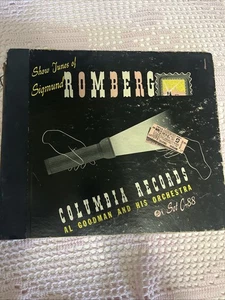 Show Tunes of
Sigmund
ROMBERG
COLUMBIA RECORDS
AL GOODMAN AND HIS ORCHESTRA
Set C-88